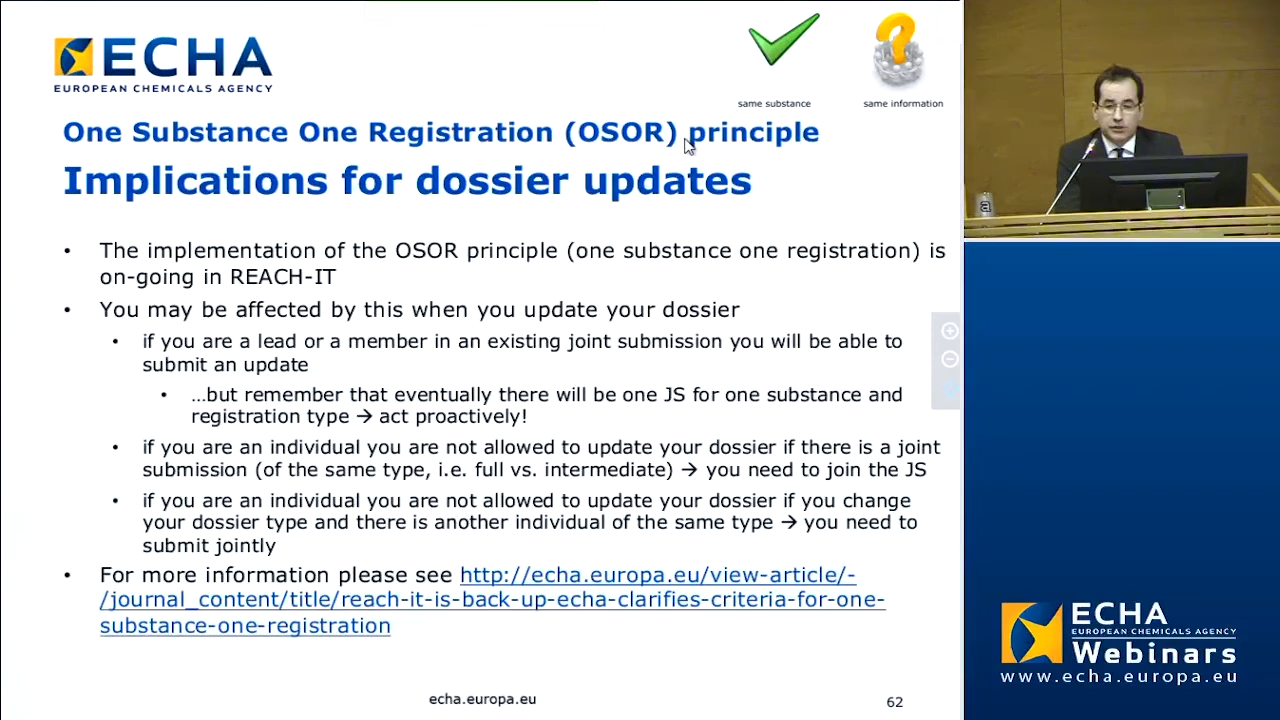 ECHA
EUROPEAN CHEMICALS AGENCY
same substance
same information
One Substance One Registration (OSOR) principle
Implications for dossier updates
• The implementation of the OSOR principle (one substance one registration) is
on-going in REACH-IT
• You may be affected by this when you update your dossier
• if you are a lead or a member in an existing joint submission you will be able to
submit an update
• …but remember that eventually there will be one JS for one substance and
registration type → act proactively!
• if you are an individual you are not allowed to update your dossier if there is a joint
submission (of the same type, i.e. full vs. intermediate) → you need to join the JS
• if you are an individual you are not allowed to update your dossier if you change
your dossier type and there is another individual of the same type → you need to
submit jointly
• For more information please see http://echa.europa.eu/view-article/-
/journal_content/title/reach-it-is-back-up-echa-clarifies-criteria-for-one-
substance-one-registration
echa.europa.eu
62
ECHA
EUROPEAN CHEMICALS AGENCY
Webinars
www.echa.europa.eu